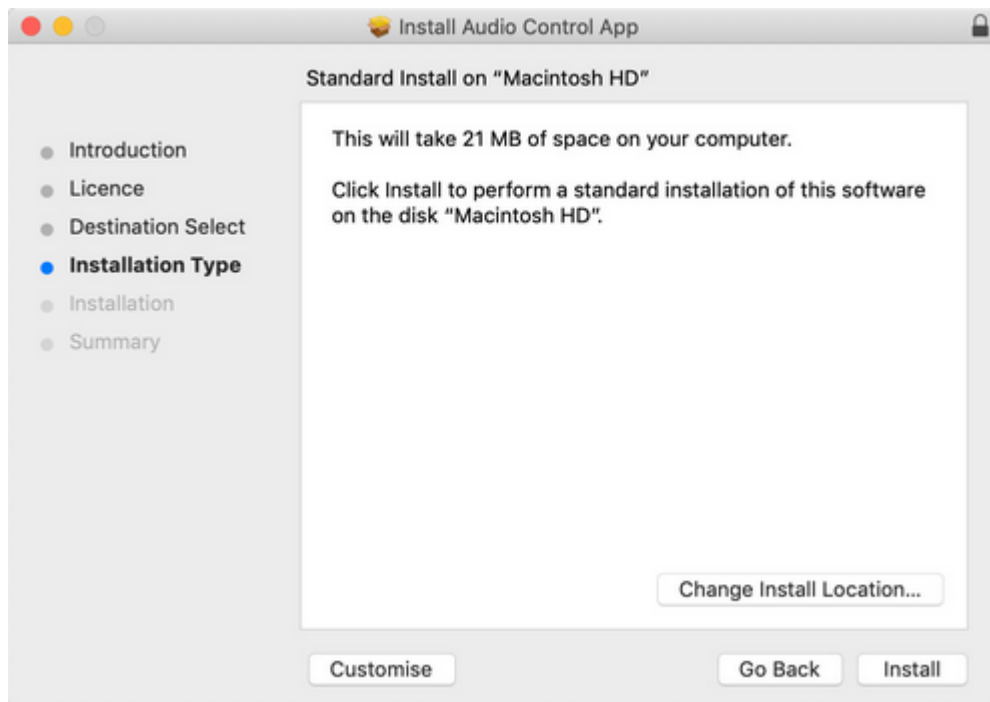 Install Audio Control App
Standard Install on “Macintosh HD”
Introduction
Licence
Destination Select
Installation Type
Installation
Summary
This will take 21 MB of space on your computer.
Click Install to perform a standard installation of this software
on the disk “Macintosh HD”.
Change Install Location...
Customise
Go Back
Install